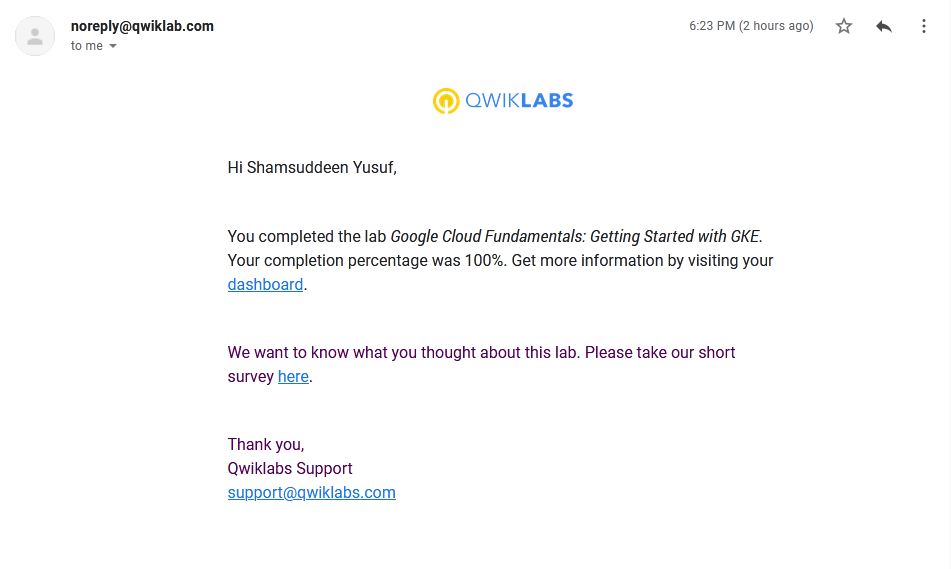 noreply@qwiklab.com
6:23 PM (2 hours ago)
to me
QWIKLABS
Hi Shamsuddeen Yusuf,
You completed the lab Google Cloud Fundamentals: Getting Started with GKE.
Your completion percentage was 100%. Get more information by visiting your
dashboard.
We want to know what you thought about this lab. Please take our short
survey here.
Thank you,
Qwiklabs Support
support@qwiklabs.com